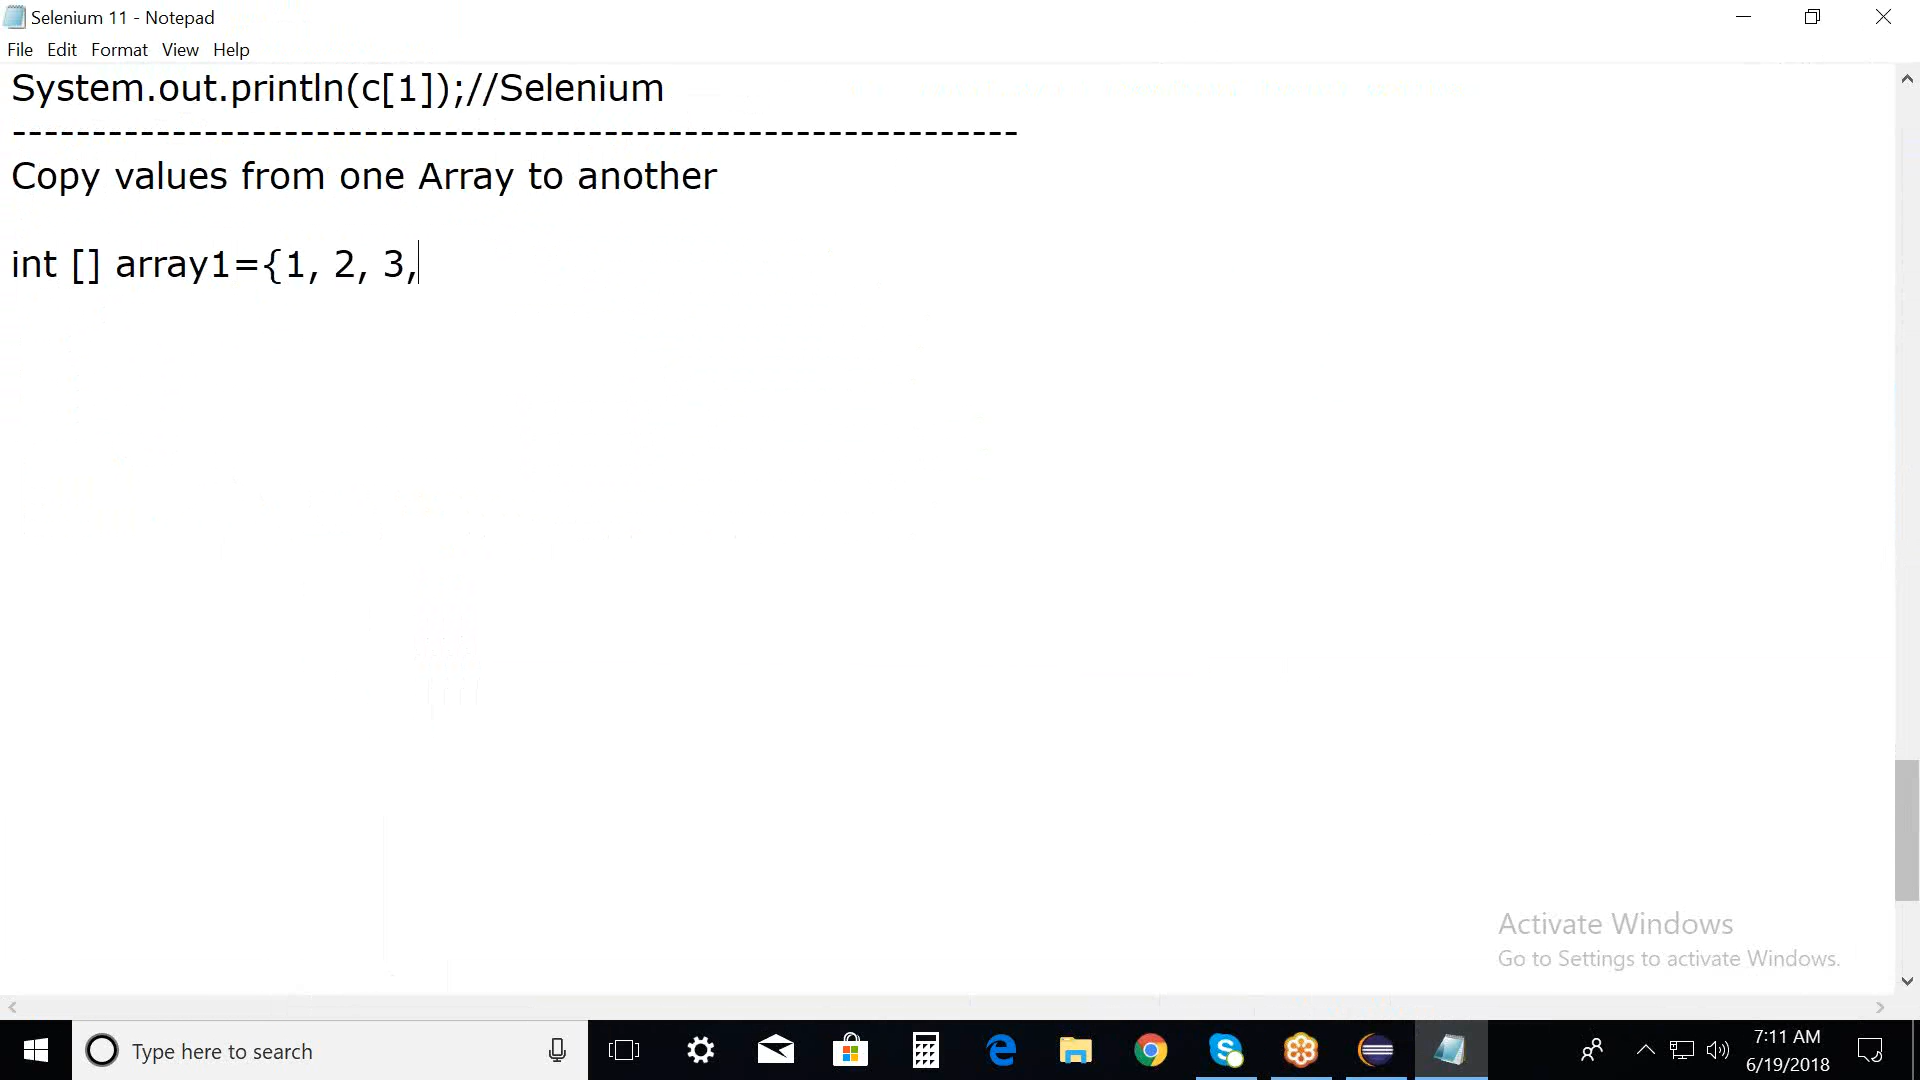 Selenium 11 - Notepad
File Edit Format View Help
System.out.println(c[1]);//Selenium
---------------------------------------------------------------
Copy values from one Array to another
int [] array1={1, 2, 3,
Activate Windows
Go to Settings to activate Windows.
Type here to search
7:11 AM
6/19/2018